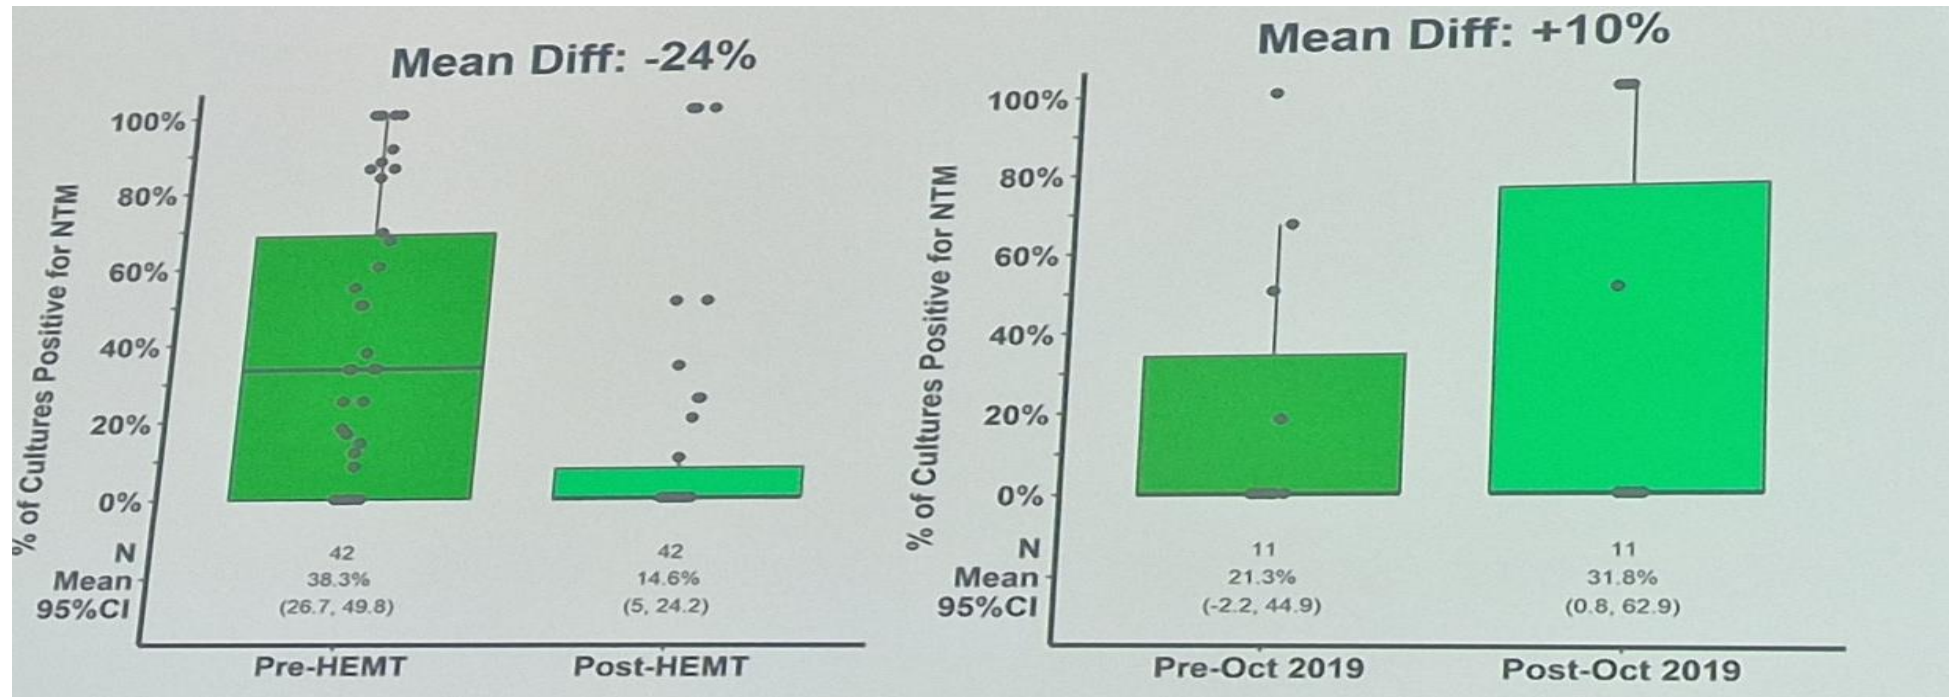 Mean Diff: -24%
% of Cultures Positive for NTM
100%
80%
60%
40%
20%
0%
N 42 42
Mean 38.3% 14.6%
95%CI (26.7, 49.8) (5, 24.2)
Pre-HEMT Post-HEMT
Mean Diff: +10%
% of Cultures Positive for NTM
100%
80%
60%
40%
20%
0%
N 11 11
Mean 21.3% 31.8%
95%CI (-2.2, 44.9) (0.8, 62.9)
Pre-Oct 2019 Post-Oct 2019